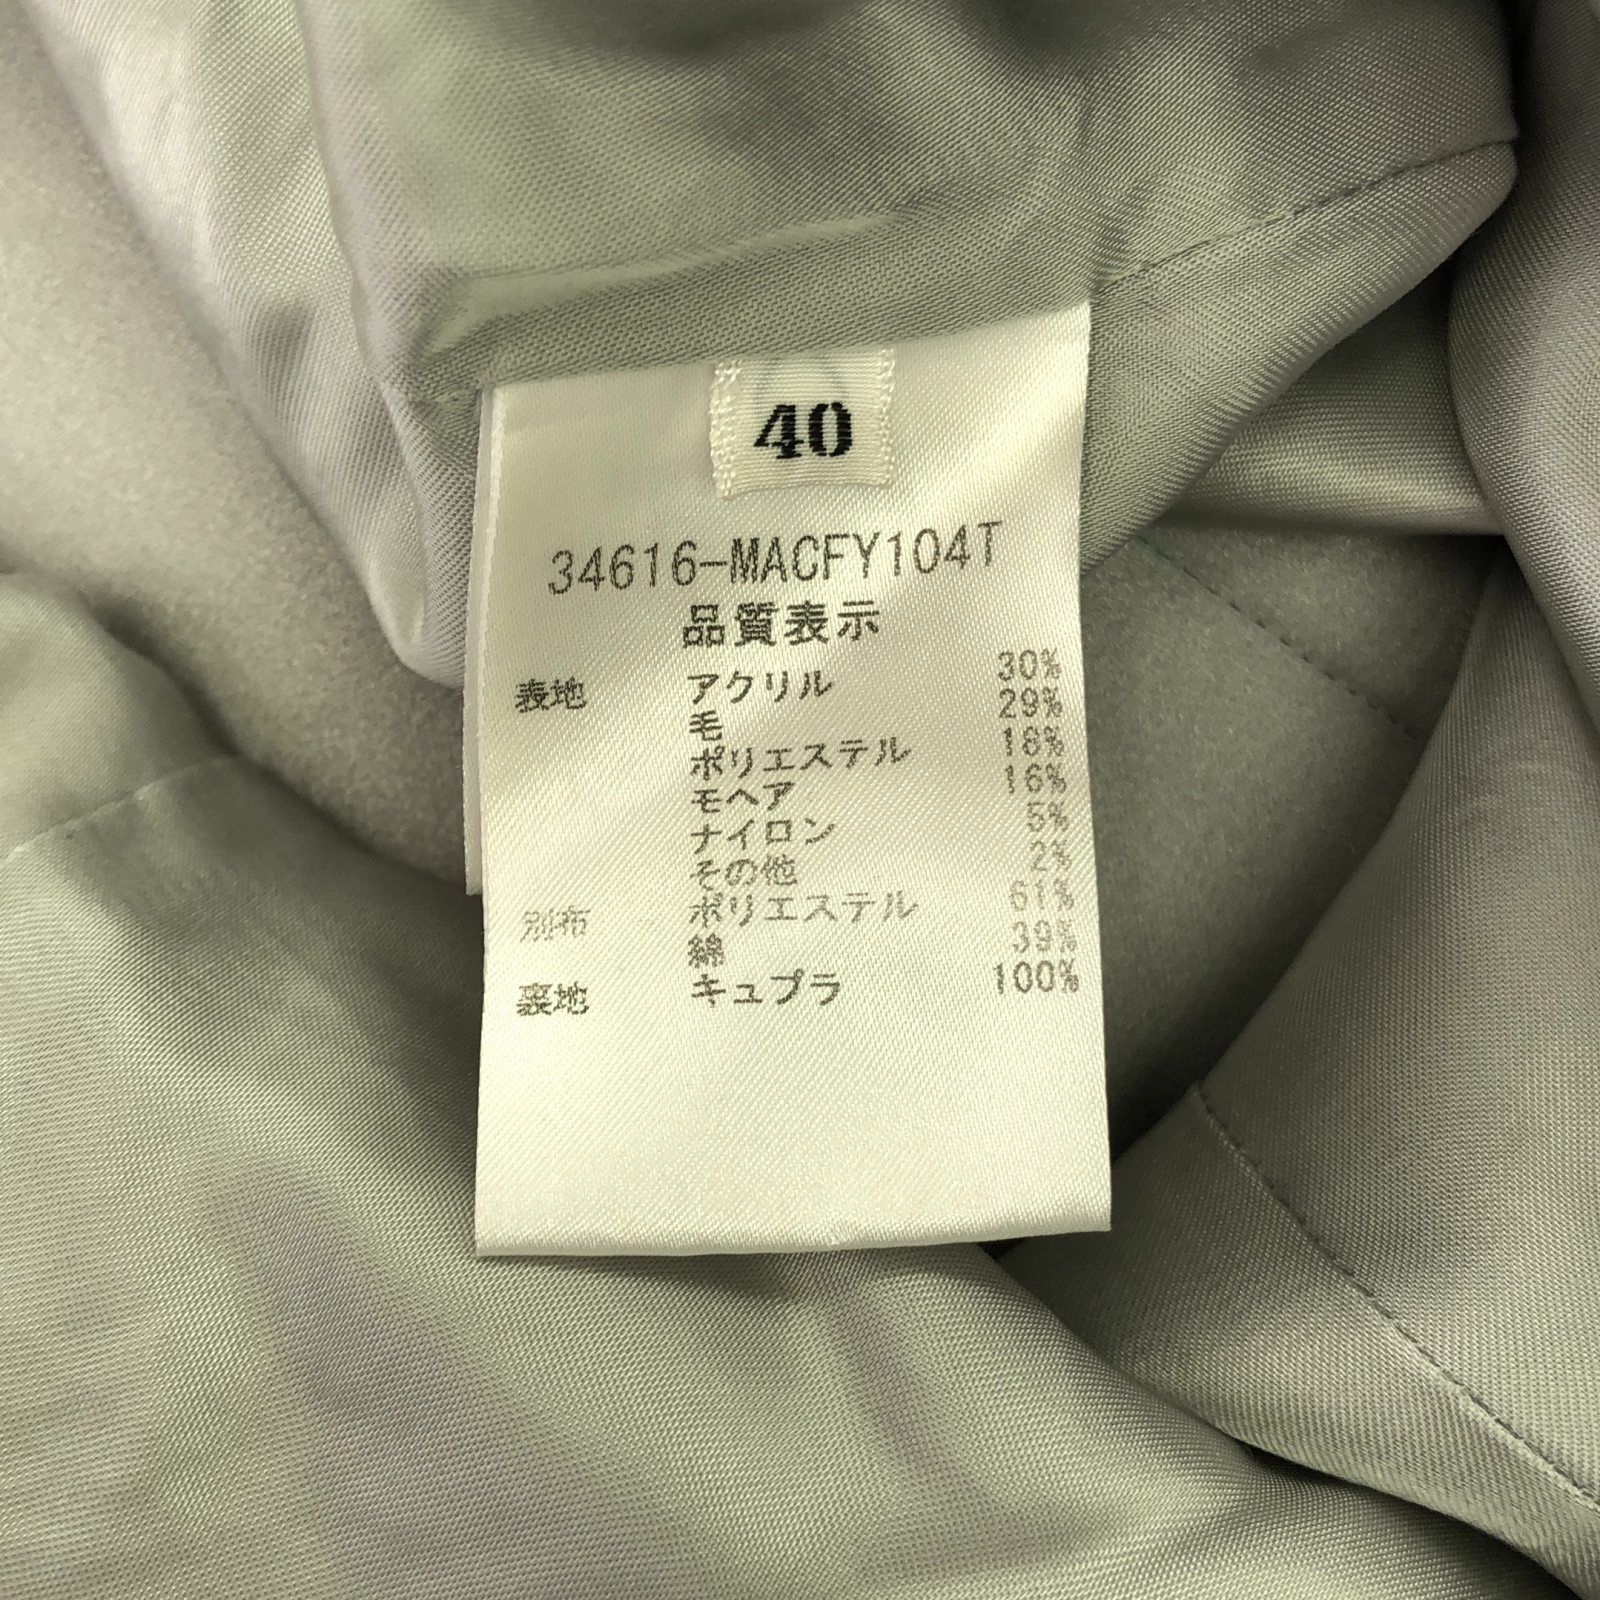 40
34616-MACFY104T
品質表示
表地 アクリル 30%
毛 29%
ポリエステル 18%
モヘア 16%
ナイロン 5%
その他 2%
別布 ポリエステル 61%
綿 39%
裏地 キュプラ 100%